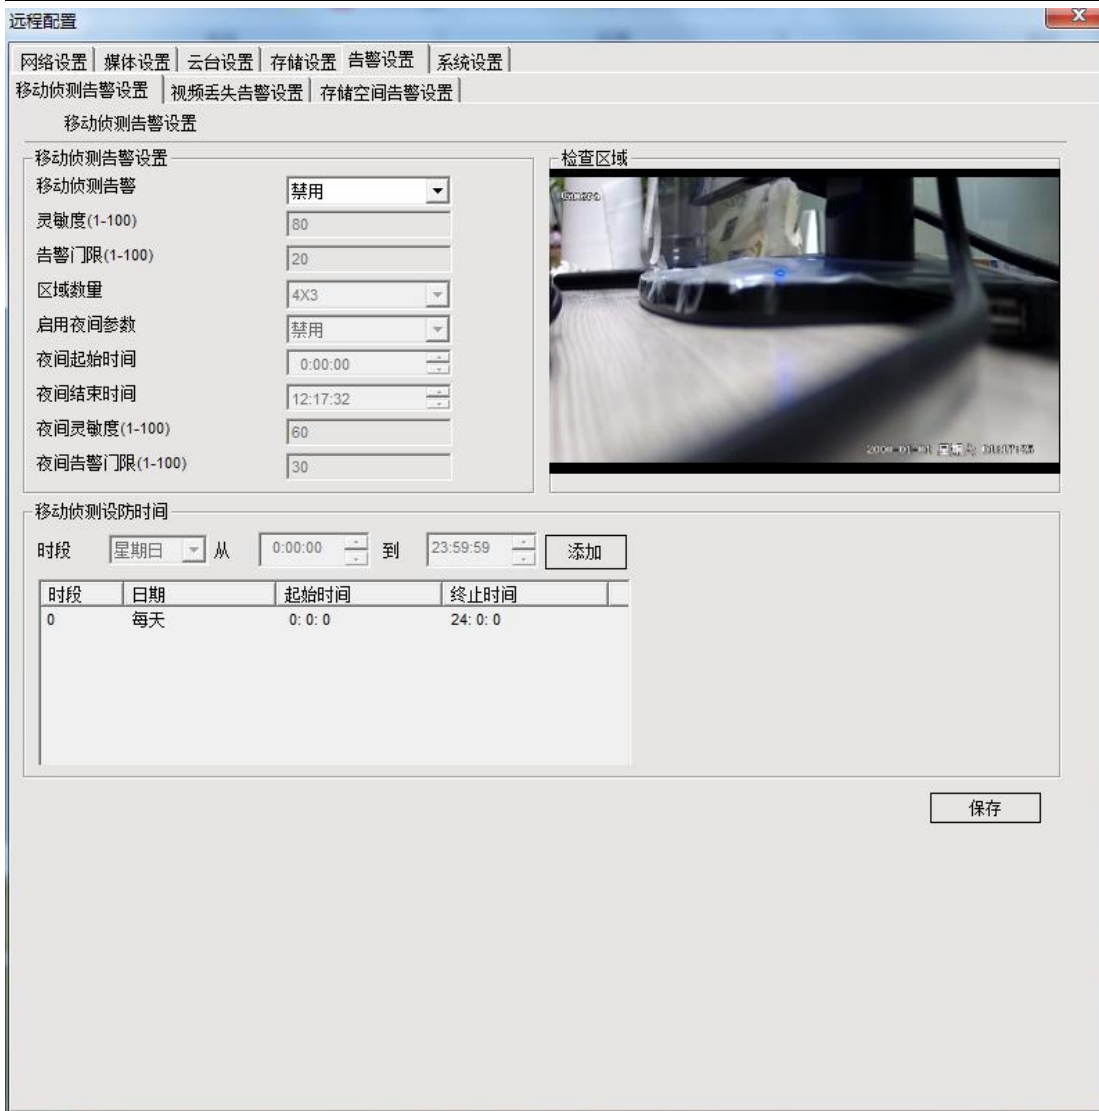 远程配置
网络设置 媒体设置 云台设置 存储设置 告警设置 系统设置
移动侦测告警设置 视频丢失告警设置 存储空间告警设置
移动侦测告警设置
移动侦测告警设置
移动侦测告警 禁用
灵敏度(1-100) 80
告警门限(1-100) 20
区域数量 4X3
启用夜间参数 禁用
夜间起始时间 0:00:00
夜间结束时间 12:17:32
夜间灵敏度(1-100) 60
夜间告警门限(1-100) 30
检查区域
Camera
移动侦测设防时间
时段 星期日 从 0:00:00 到 23:59:59 添加
时段 日期 起始时间 终止时间
0 每天 0: 0: 0 24: 0: 0
保存